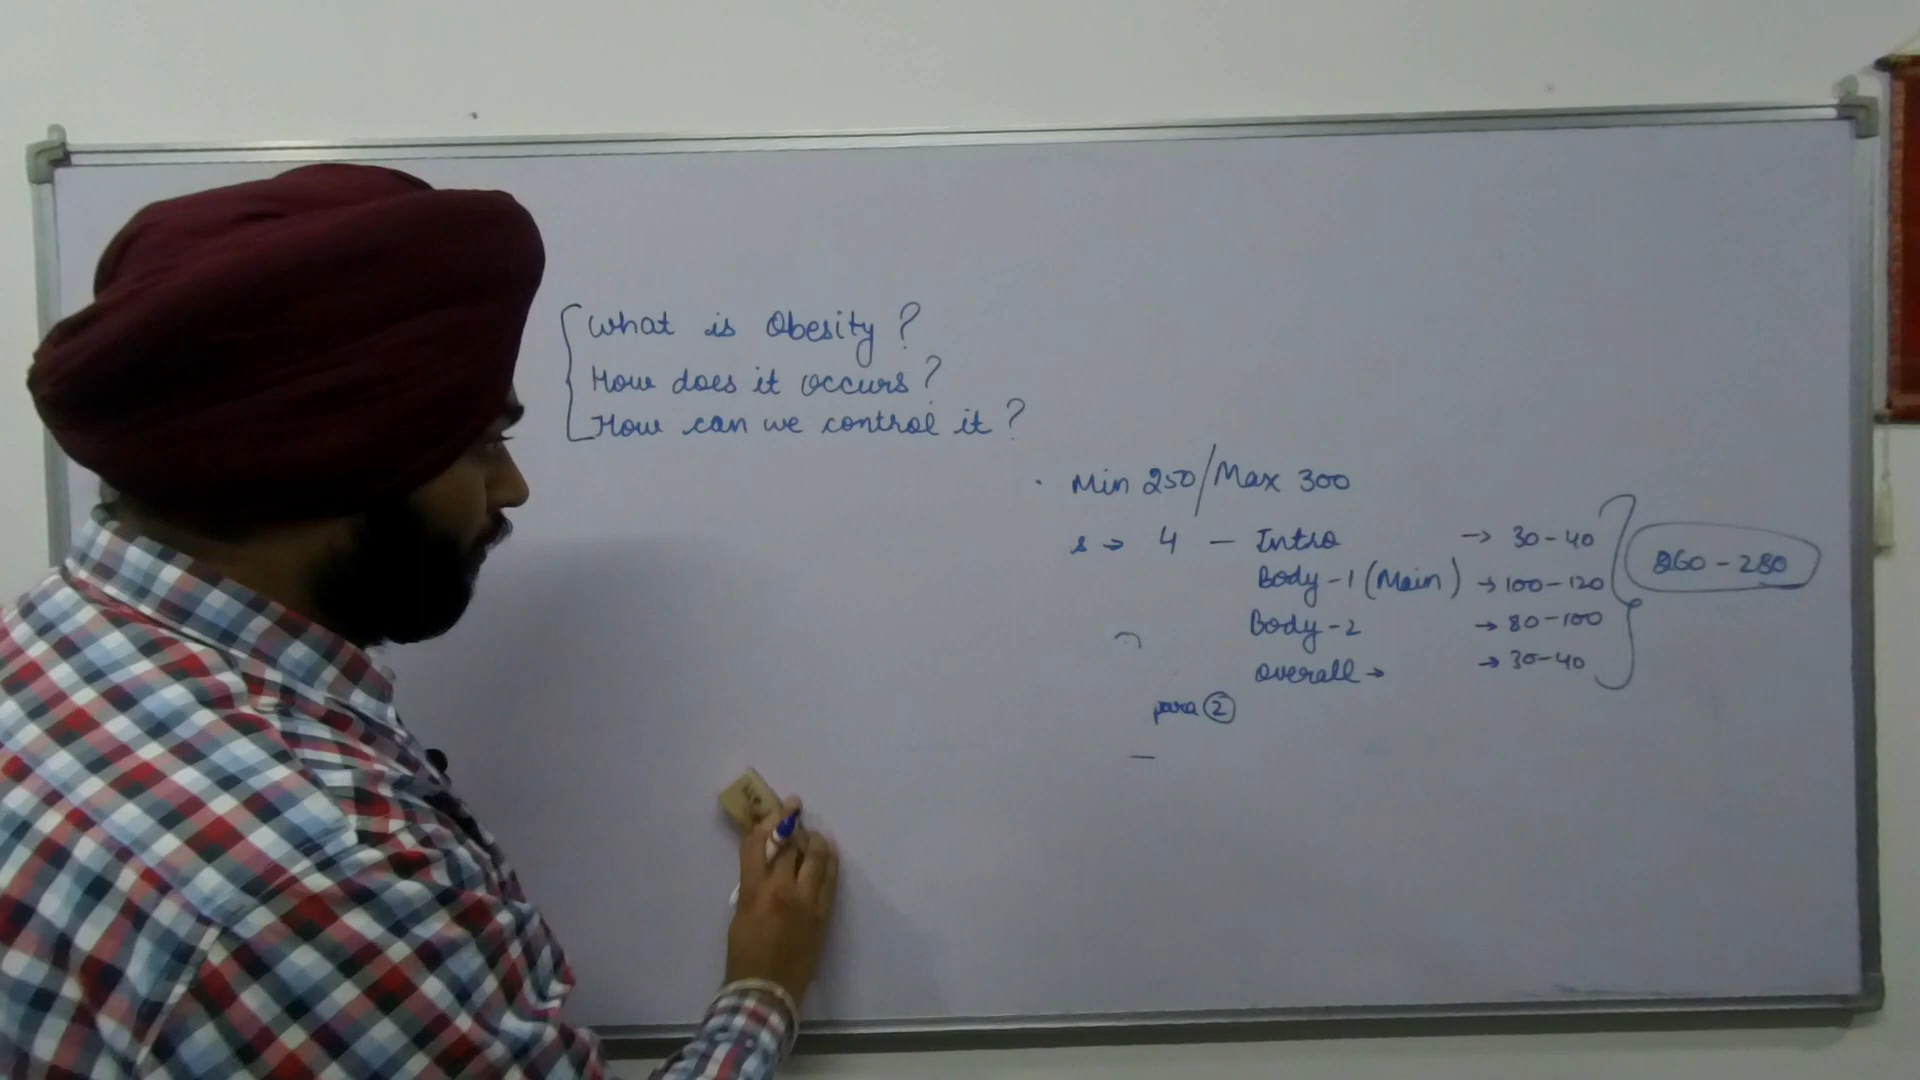 What is Obesity?
How does it occurs?
How can we control it?
Min 250/Max 300
s → 4 — Intro → 30-40
Body-1 (Main) → 100-120
Body-2 → 80-100
Overall → → 30-40
260-280
para ②
—